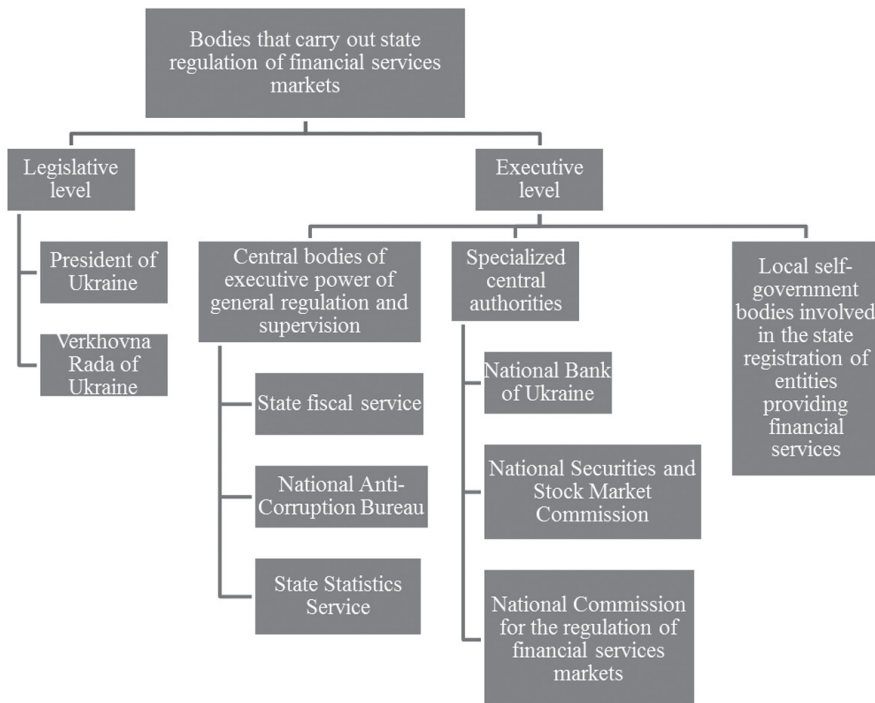 Bodies that carry out state
regulation of financial services
markets
Legislative
level
President of
Ukraine
Verkhovna
Rada of
Ukraine
Executive
level
Central bodies of
executive power of
general regulation and
supervision
State fiscal service
National Anti-
Corruption Bureau
State Statistics
Service
Specialized
central
authorities
National Bank
of Ukraine
National Securities and
Stock Market
Commission
National Commission
for the regulation of
financial services
markets
Local self-
government
bodies involved
in the state
registration of
entities
providing
financial
services